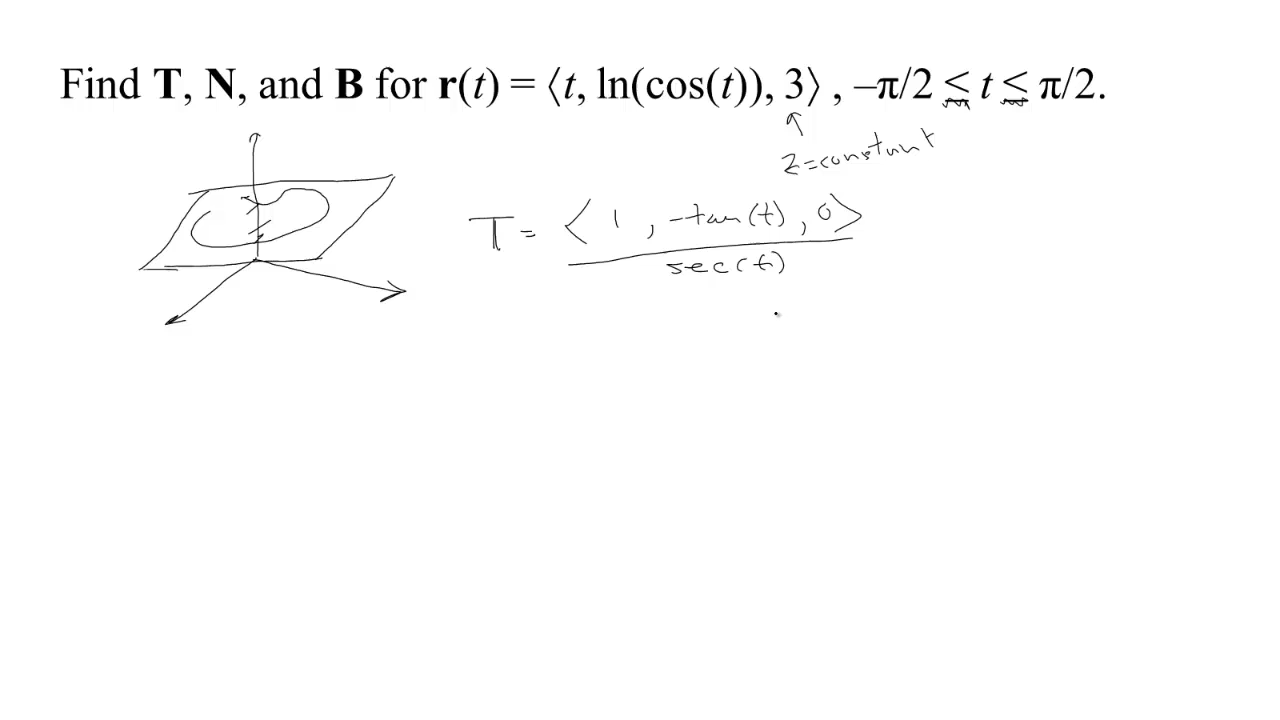 Find T, N, and B for r(t) = ⟨t, ln(cos(t)), 3⟩ , –π/2 ≤ t ≤ π/2.
z=constant
T = ⟨ 1 , -tan(t) , 0 ⟩
sec(t)